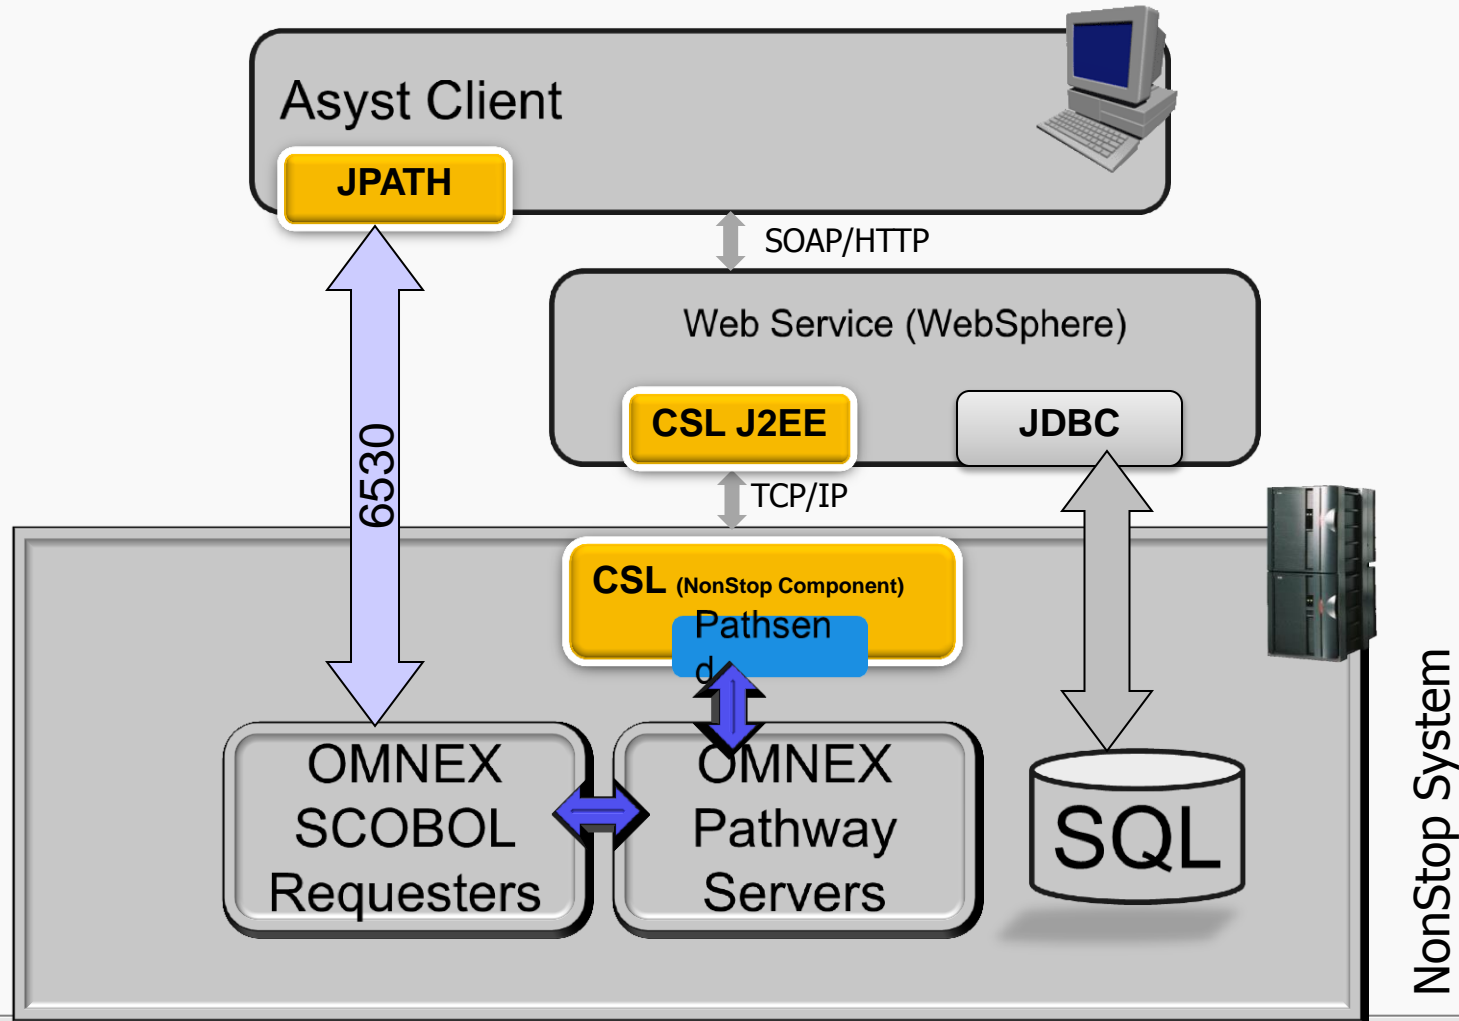 Asyst Client
JPATH
SOAP/HTTP
Web Service (WebSphere)
CSL J2EE
JDBC
6530
TCP/IP
CSL (NonStop Component)
Pathsen
d
OMNEX
SCOBOL
Requesters
OMNEX
Pathway
Servers
SQL
NonStop System